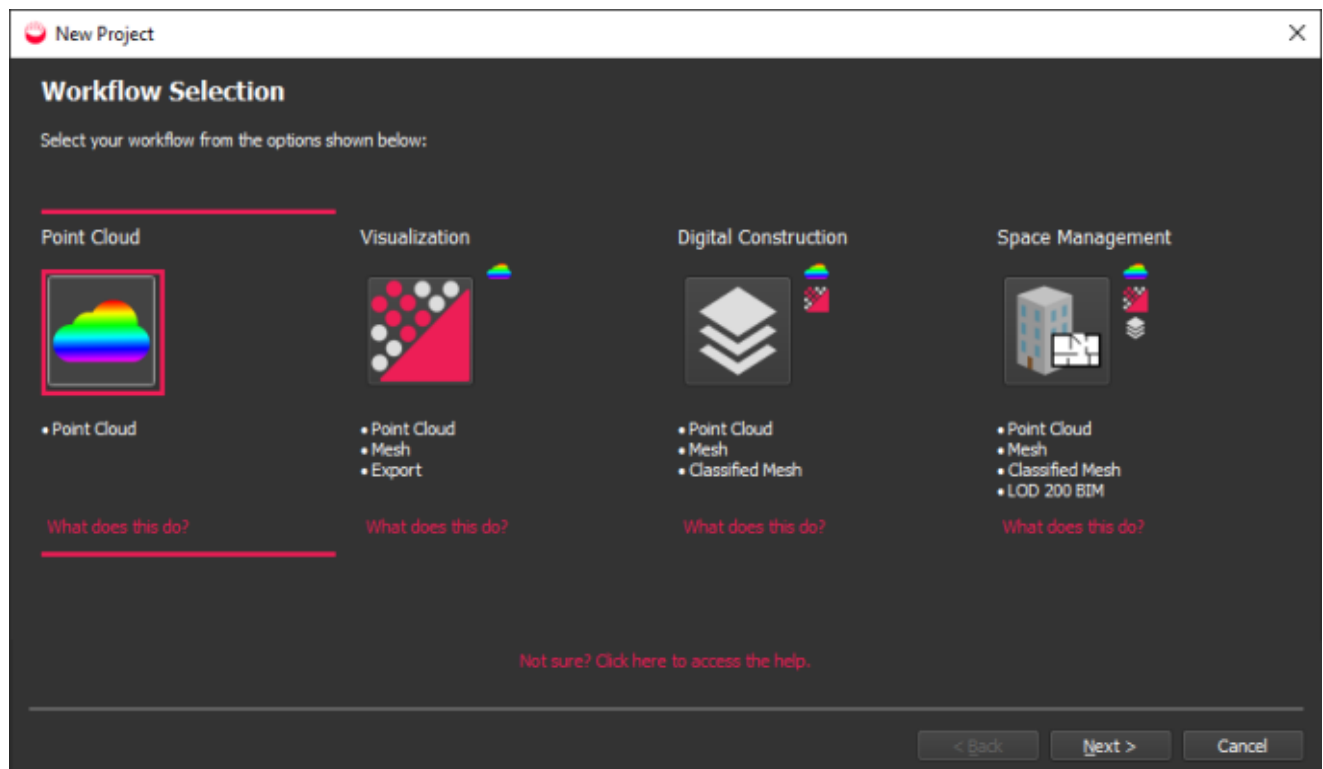 New Project
Workflow Selection
Select your workflow from the options shown below:
Point Cloud
• Point Cloud
What does this do?
Visualization
• Point Cloud
• Mesh
• Export
What does this do?
Digital Construction
• Point Cloud
• Mesh
• Classified Mesh
What does this do?
Space Management
• Point Cloud
• Mesh
• Classified Mesh
• LOD 200 BIM
What does this do?
Not sure? Click here to access the help.
< Back
Next >
Cancel